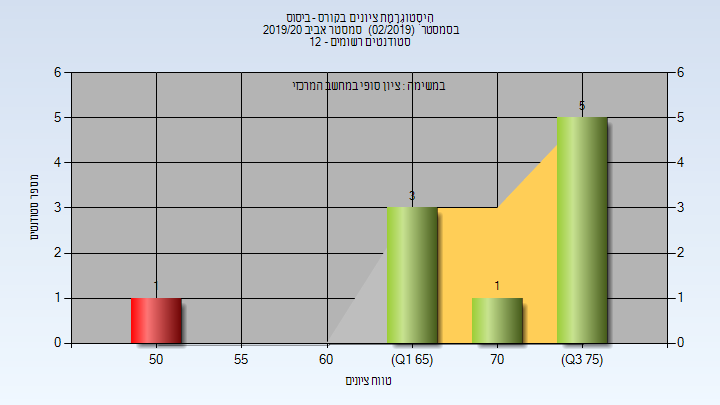 היסטוגרמת ציונים בקורס - ביסוס
בסמסטר (02/2019) סמסטר אביב 2019/20
סטודנטים רשומים - 12
במשימה : ציון סופי במחשב המרכזי
מספר סטודנטים
6 6
5 5
4 4
3 3
2 2
1 1
0 0
1 3 1 5
50 55 60 (Q1 65) 70 (Q3 75)
טווח ציונים